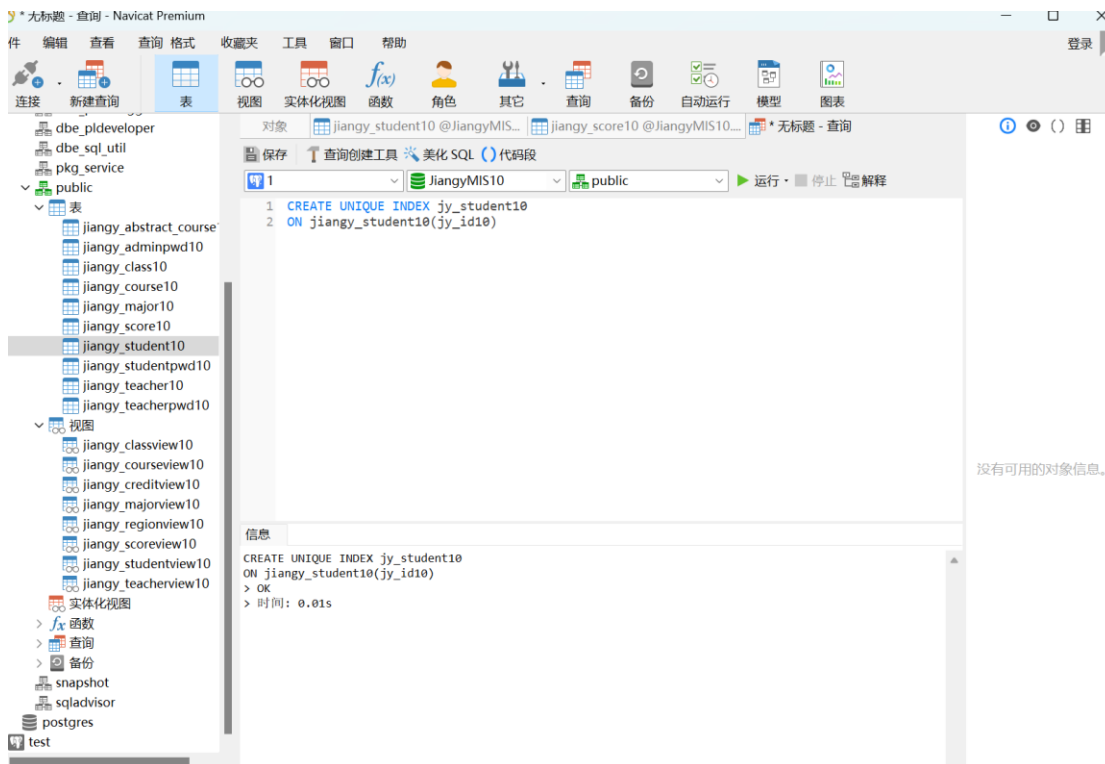 * 无标题 - 查询 - Navicat Premium
件 编辑 查看 查询 格式 收藏夹 工具 窗口 帮助 登录
连接 新建查询 表 视图 实体化视图 函数 角色 其它 查询 备份 自动运行 模型 图表
dbe_pldeveloper
dbe_sql_util
pkg_service
public
表
jiangy_abstract_course
jiangy_adminpwd10
jiangy_class10
jiangy_course10
jiangy_major10
jiangy_score10
jiangy_student10
jiangy_studentpwd10
jiangy_teacher10
jiangy_teacherpwd10
视图
jiangy_classview10
jiangy_courseview10
jiangy_creditview10
jiangy_majorview10
jiangy_regionview10
jiangy_scoreview10
jiangy_studentview10
jiangy_teacherview10
实体化视图
fx 函数
查询
备份
snapshot
sqladvisor
postgres
test
对象 jiangy_student10 @JiangyMIS... jiangy_score10 @JiangyMIS10.... * 无标题 - 查询
保存 查询创建工具 美化 SQL ()代码段
1 JiangyMIS10 public 运行 停止 解释
1 CREATE UNIQUE INDEX jy_student10
2 ON jiangy_student10(jy_id10)
信息
CREATE UNIQUE INDEX jy_student10
ON jiangy_student10(jy_id10)
> OK
> 时间: 0.01s
没有可用的对象信息。